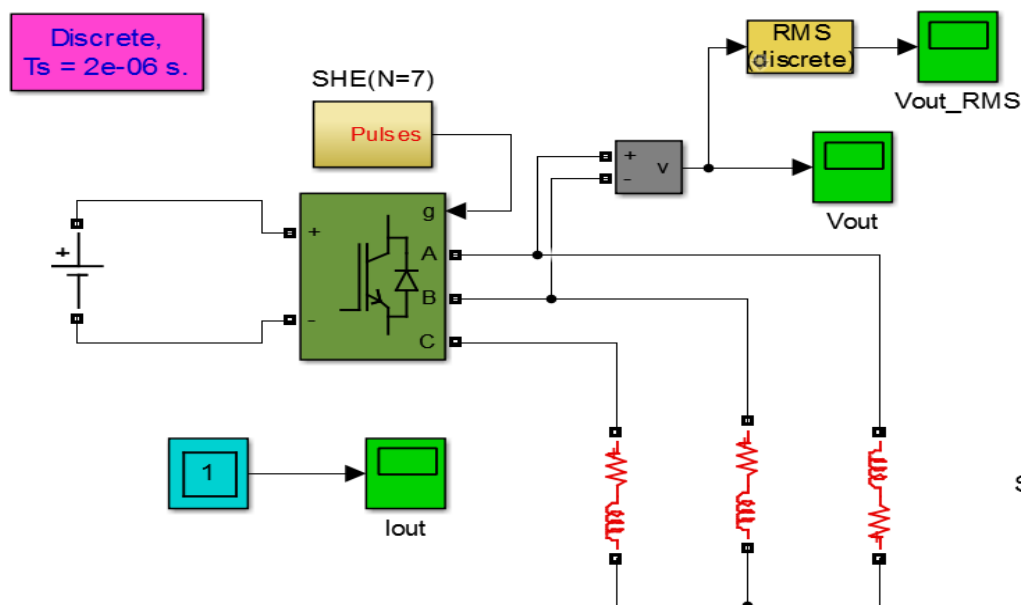 Discrete,
Ts = 2e-06 s.
SHE(N=7)
Pulses
RMS
(discrete)
Vout_RMS
+
-
v
Vout
g
+
-
A
B
C
+
1
Iout
S